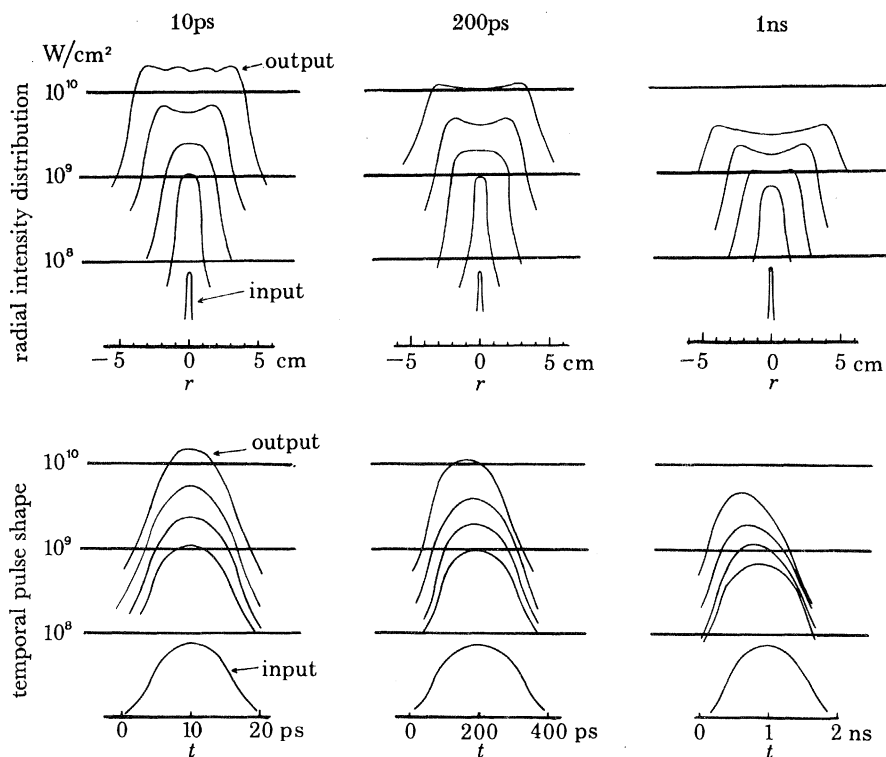 10ps 200ps 1ns
W/cm²
output
10¹⁰
10⁹
10⁸
input
radial intensity distribution
−5 0 5 cm
r
−5 0 5 cm
r
−5 0 5 cm
r
output
10¹⁰
10⁹
10⁸
input
temporal pulse shape
0 10 20 ps
t
0 200 400 ps
t
0 1 2 ns
t